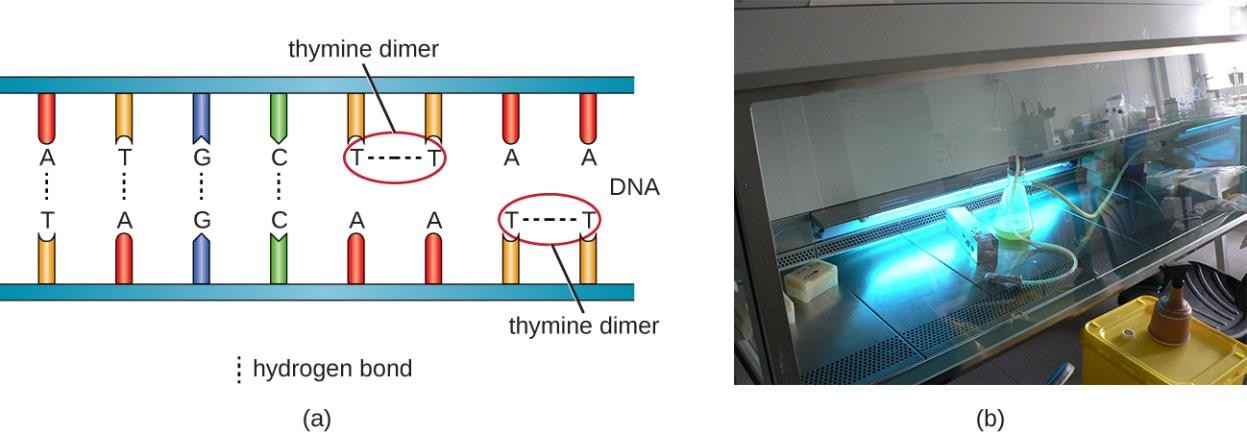 thymine dimer
A T G C T T A A
DNA
T A G C A A T T
thymine dimer
hydrogen bond
(a)
(b)